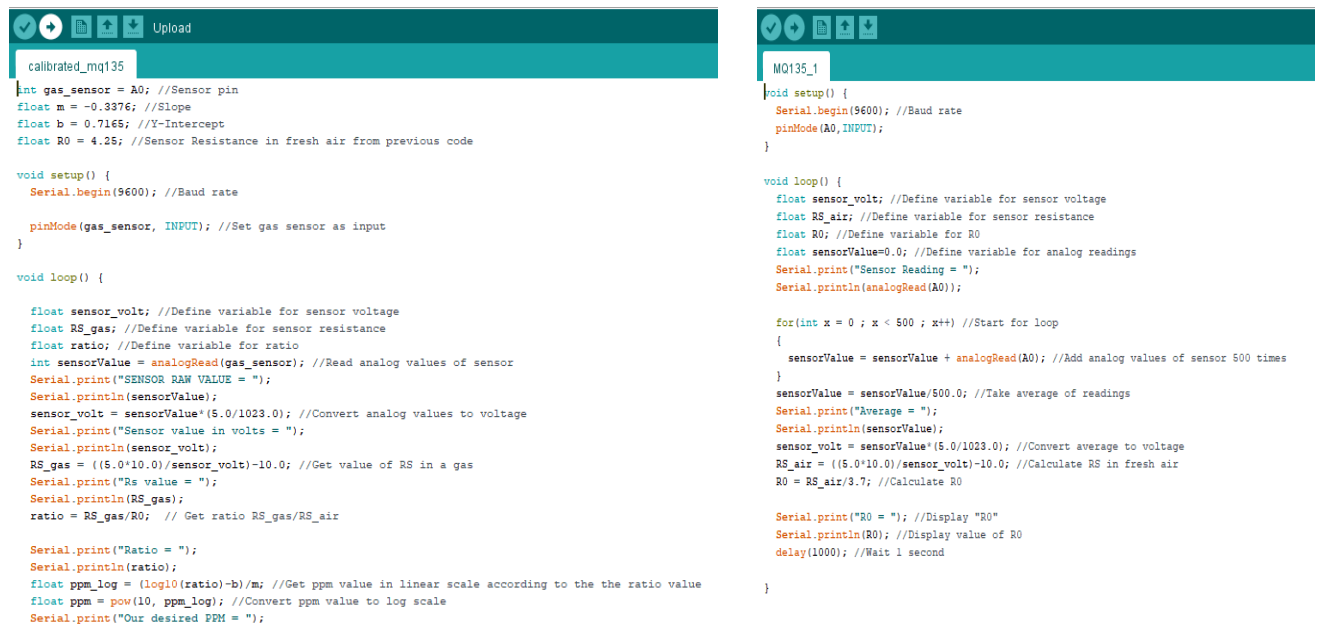 Upload
calibrated_mq135
int gas_sensor = A0; //Sensor pin
float m = -0.3376; //Slope
float b = 0.7165; //Y-Intercept
float R0 = 4.25; //Sensor Resistance in fresh air from previous code
void setup() {
Serial.begin(9600); //Baud rate
pinMode(gas_sensor, INPUT); //Set gas sensor as input
}
void loop() {
float sensor_volt; //Define variable for sensor voltage
float RS_gas; //Define variable for sensor resistance
float ratio; //Define variable for ratio
int sensorValue = analogRead(gas_sensor); //Read analog values of sensor
Serial.print("SENSOR RAW VALUE = ");
Serial.println(sensorValue);
sensor_volt = sensorValue*(5.0/1023.0); //Convert analog values to voltage
Serial.print("Sensor value in volts = ");
Serial.println(sensor_volt);
RS_gas = ((5.0*10.0)/sensor_volt)-10.0; //Get value of RS in a gas
Serial.print("Rs value = ");
Serial.println(RS_gas);
ratio = RS_gas/R0;  // Get ratio RS_gas/RS_air
Serial.print("Ratio = ");
Serial.println(ratio);
float ppm_log = (log10(ratio)-b)/m; //Get ppm value in linear scale according to the the ratio value
float ppm = pow(10, ppm_log); //Convert ppm value to log scale
Serial.print("Our desired PPM = ");
MQ135_1
void setup() {
Serial.begin(9600); //Baud rate
pinMode(A0,INPUT);
}
void loop() {
float sensor_volt; //Define variable for sensor voltage
float RS_air; //Define variable for sensor resistance
float R0; //Define variable for R0
float sensorValue=0.0; //Define variable for analog readings
Serial.print("Sensor Reading = ");
Serial.println(analogRead(A0));
for(int x = 0 ; x < 500 ; x++) //Start for loop
{
sensorValue = sensorValue + analogRead(A0); //Add analog values of sensor 500 times
}
sensorValue = sensorValue/500.0; //Take average of readings
Serial.print("Average = ");
Serial.println(sensorValue);
sensor_volt = sensorValue*(5.0/1023.0); //Convert average to voltage
RS_air = ((5.0*10.0)/sensor_volt)-10.0; //Calculate RS in fresh air
R0 = RS_air/3.7; //Calculate R0
Serial.print("R0 = "); //Display "R0"
Serial.println(R0); //Display value of R0
delay(1000); //Wait 1 second
}